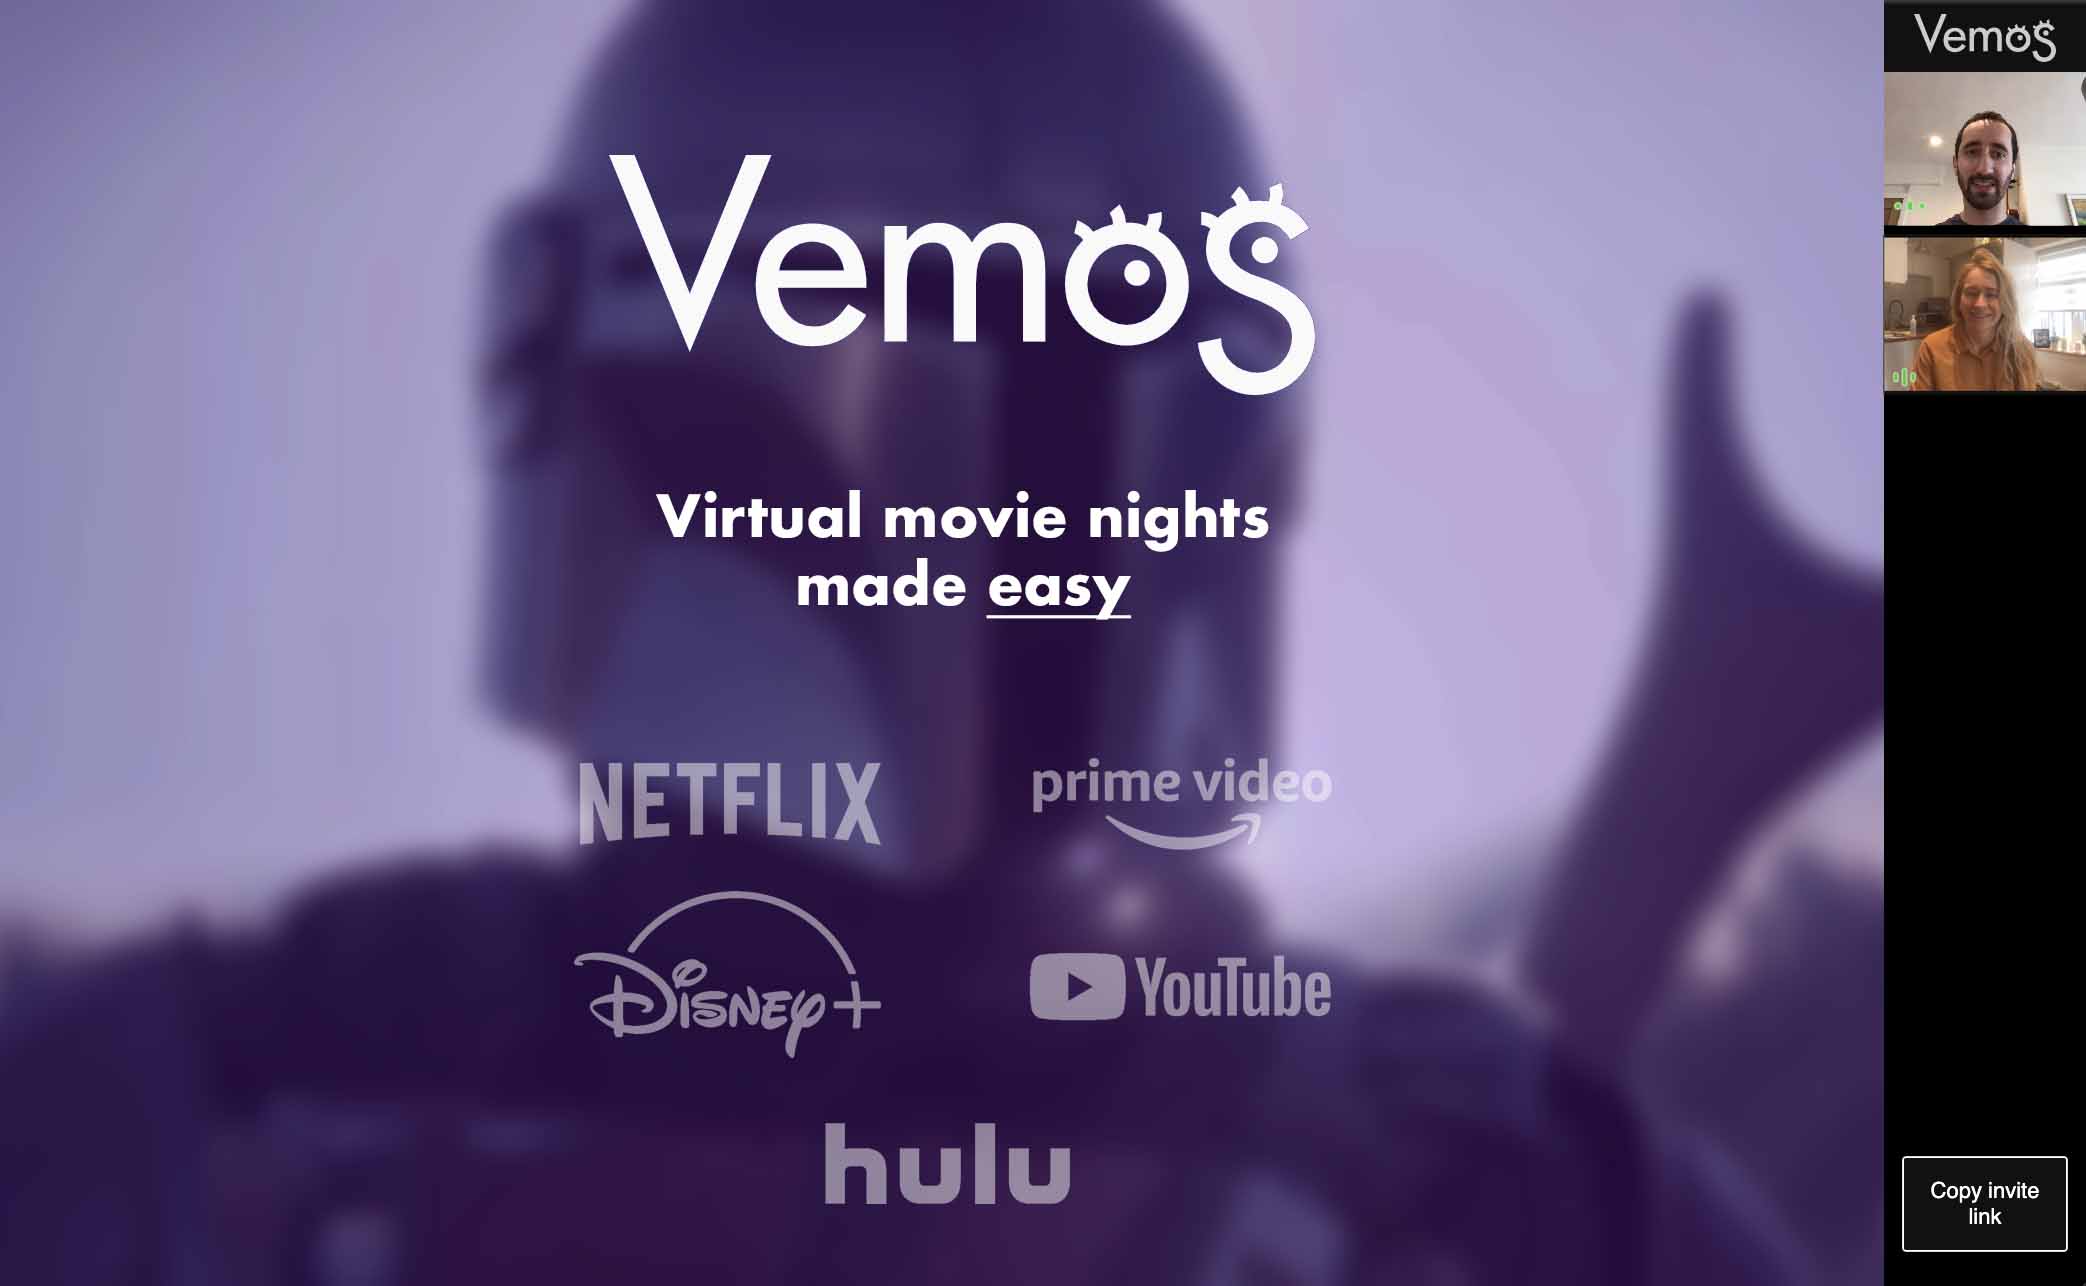 Vemos
Vemos
Virtual movie nights
made easy
NETFLIX
prime video
Disney+
YouTube
hulu
Copy invite
link